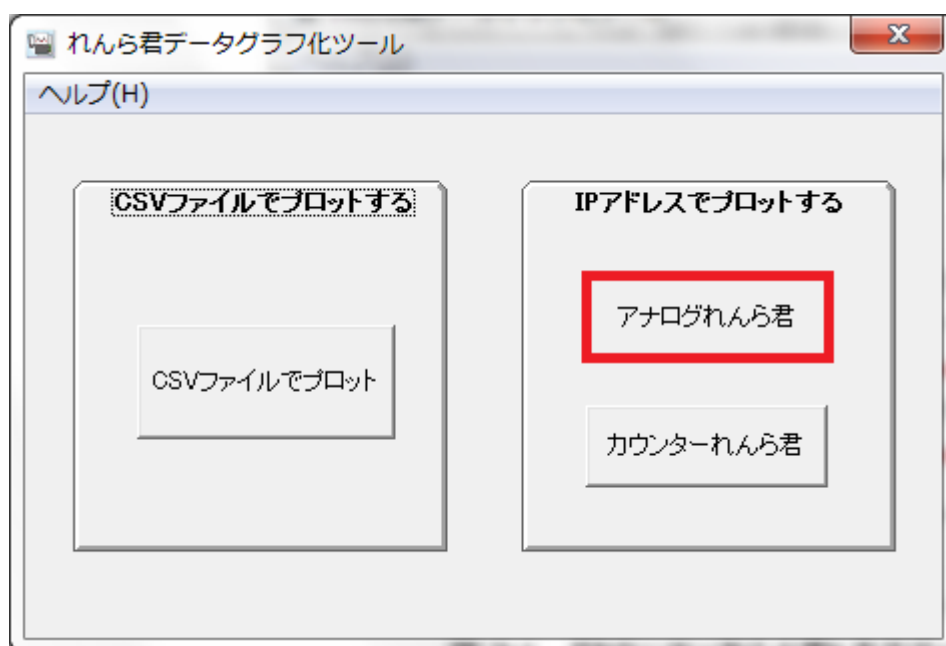 れんら君データグラフ化ツール
ヘルプ(H)
CSVファイルでプロットする
IPアドレスでプロットする
アナログれんら君
CSVファイルでプロット
カウンターれんら君